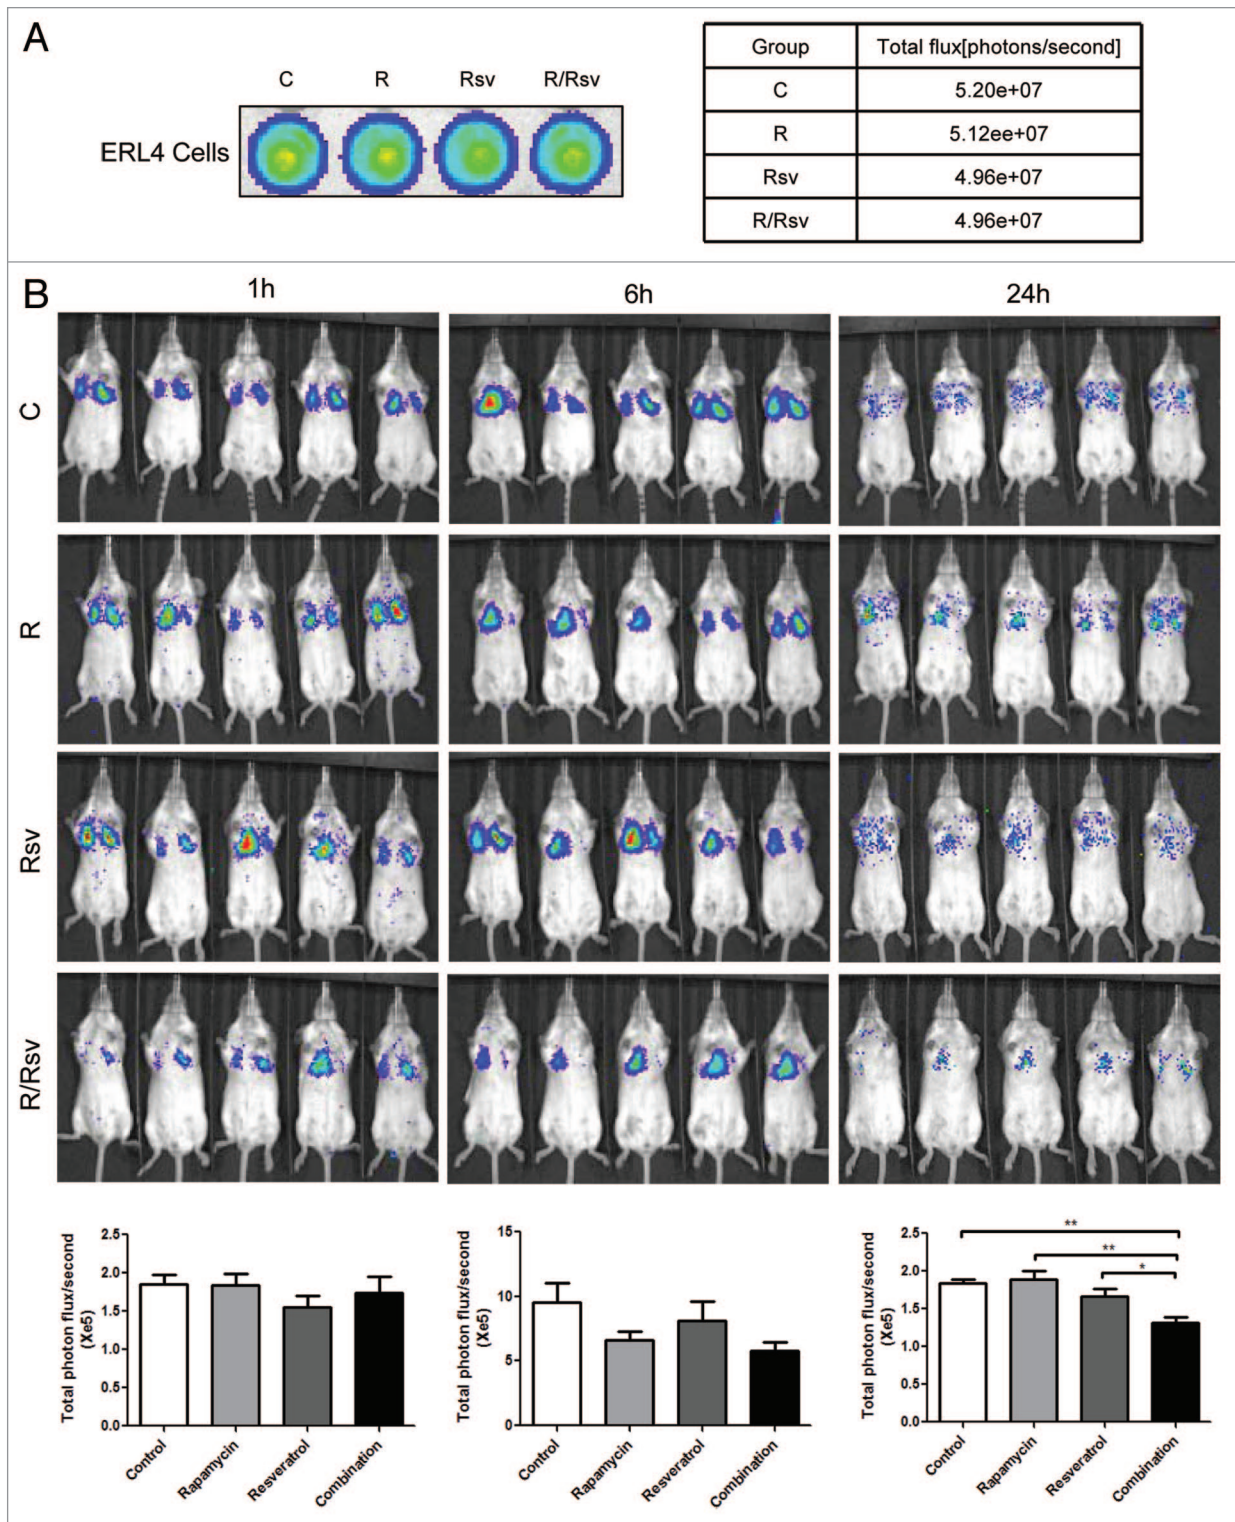 A
C R Rsv R/Rsv
ERL4 Cells
Group Total flux[photons/second]
C 5.20e+07
R 5.12ee+07
Rsv 4.96e+07
R/Rsv 4.96e+07
B
1h 6h 24h
C
R
Rsv
R/Rsv
Total photon flux/second
(Xe5)
2.5
2.0
1.5
1.0
0.5
0.0
Control Rapamycin Resveratrol Combination
Total photon flux/second
(Xe5)
15
10
5
0
Control Rapamycin Resveratrol Combination
Total photon flux/second
(Xe5)
2.5
2.0
1.5
1.0
0.5
0.0
**
**
*
Control Rapamycin Resveratrol Combination